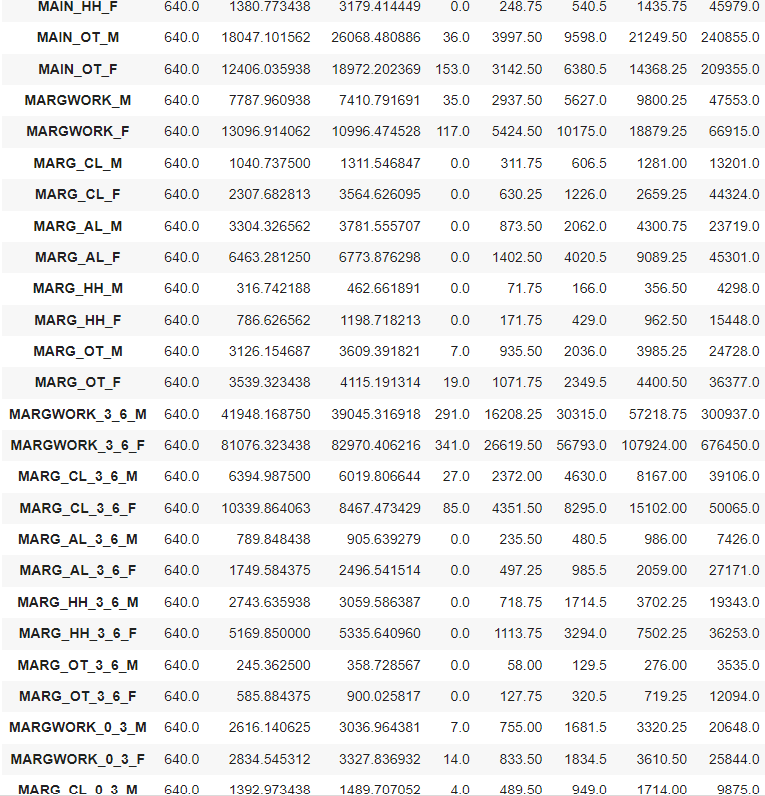 MAIN_HH_F 640.0 1380.773438 3179.414449 0.0 248.75 540.5 1435.75 45979.0
MAIN_OT_M 640.0 18047.101562 26068.480886 36.0 3997.50 9598.0 21249.50 240855.0
MAIN_OT_F 640.0 12406.035938 18972.202369 153.0 3142.50 6380.5 14368.25 209355.0
MARGWORK_M 640.0 7787.960938 7410.791691 35.0 2937.50 5627.0 9800.25 47553.0
MARGWORK_F 640.0 13096.914062 10996.474528 117.0 5424.50 10175.0 18879.25 66915.0
MARG_CL_M 640.0 1040.737500 1311.546847 0.0 311.75 606.5 1281.00 13201.0
MARG_CL_F 640.0 2307.682813 3564.626095 0.0 630.25 1226.0 2659.25 44324.0
MARG_AL_M 640.0 3304.326562 3781.555707 0.0 873.50 2062.0 4300.75 23719.0
MARG_AL_F 640.0 6463.281250 6773.876298 0.0 1402.50 4020.5 9089.25 45301.0
MARG_HH_M 640.0 316.742188 462.661891 0.0 71.75 166.0 356.50 4298.0
MARG_HH_F 640.0 786.626562 1198.718213 0.0 171.75 429.0 962.50 15448.0
MARG_OT_M 640.0 3126.154687 3609.391821 7.0 935.50 2036.0 3985.25 24728.0
MARG_OT_F 640.0 3539.323438 4115.191314 19.0 1071.75 2349.5 4400.50 36377.0
MARGWORK_3_6_M 640.0 41948.168750 39045.316918 291.0 16208.25 30315.0 57218.75 300937.0
MARGWORK_3_6_F 640.0 81076.323438 82970.406216 341.0 26619.50 56793.0 107924.00 676450.0
MARG_CL_3_6_M 640.0 6394.987500 6019.806644 27.0 2372.00 4630.0 8167.00 39106.0
MARG_CL_3_6_F 640.0 10339.864063 8467.473429 85.0 4351.50 8295.0 15102.00 50065.0
MARG_AL_3_6_M 640.0 789.848438 905.639279 0.0 235.50 480.5 986.00 7426.0
MARG_AL_3_6_F 640.0 1749.584375 2496.541514 0.0 497.25 985.5 2059.00 27171.0
MARG_HH_3_6_M 640.0 2743.635938 3059.586387 0.0 718.75 1714.5 3702.25 19343.0
MARG_HH_3_6_F 640.0 5169.850000 5335.640960 0.0 1113.75 3294.0 7502.25 36253.0
MARG_OT_3_6_M 640.0 245.362500 358.728567 0.0 58.00 129.5 276.00 3535.0
MARG_OT_3_6_F 640.0 585.884375 900.025817 0.0 127.75 320.5 719.25 12094.0
MARGWORK_0_3_M 640.0 2616.140625 3036.964381 7.0 755.00 1681.5 3320.25 20648.0
MARGWORK_0_3_F 640.0 2834.545312 3327.836932 14.0 833.50 1834.5 3610.50 25844.0
MARG_CL_0_3_M 640.0 1392.973438 1489.707052 4.0 489.50 949.0 1714.00 9875.0